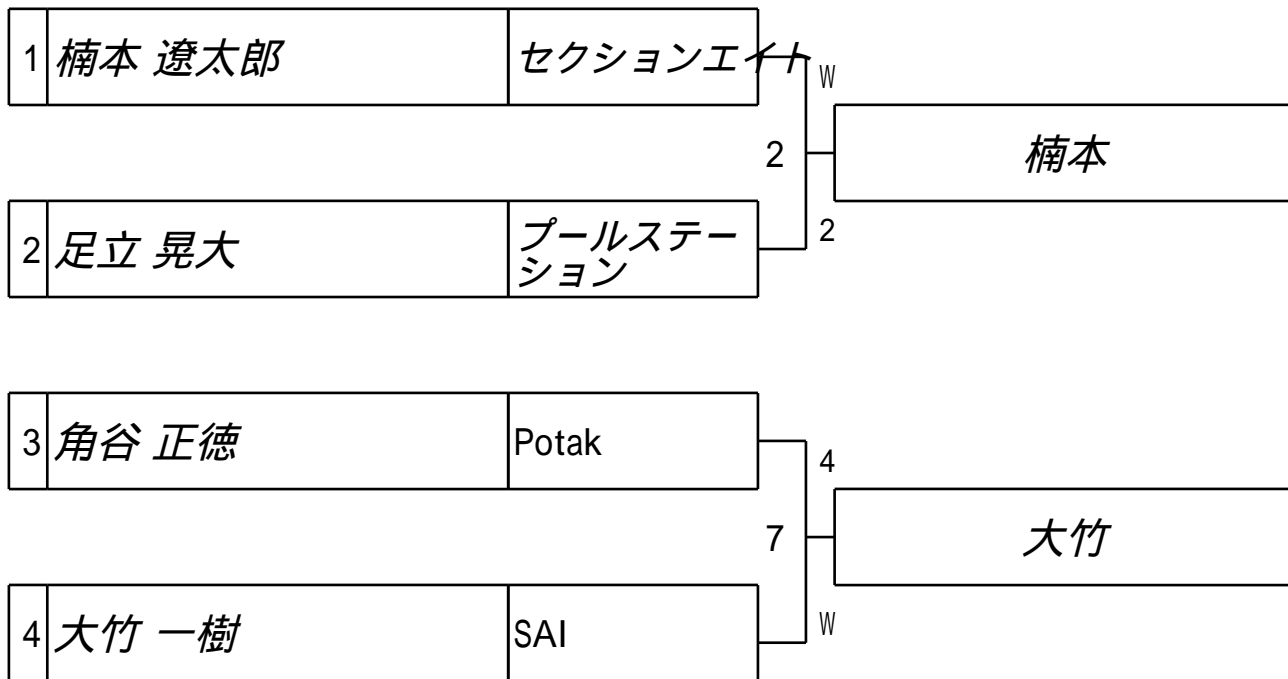 1 楠本 遼太郎 セクションエイト
W
2 楠本
2 足立 晃大 プールステー
ション
2
3 角谷 正徳 Potak
4
7 大竹
4 大竹 一樹 SAI
W